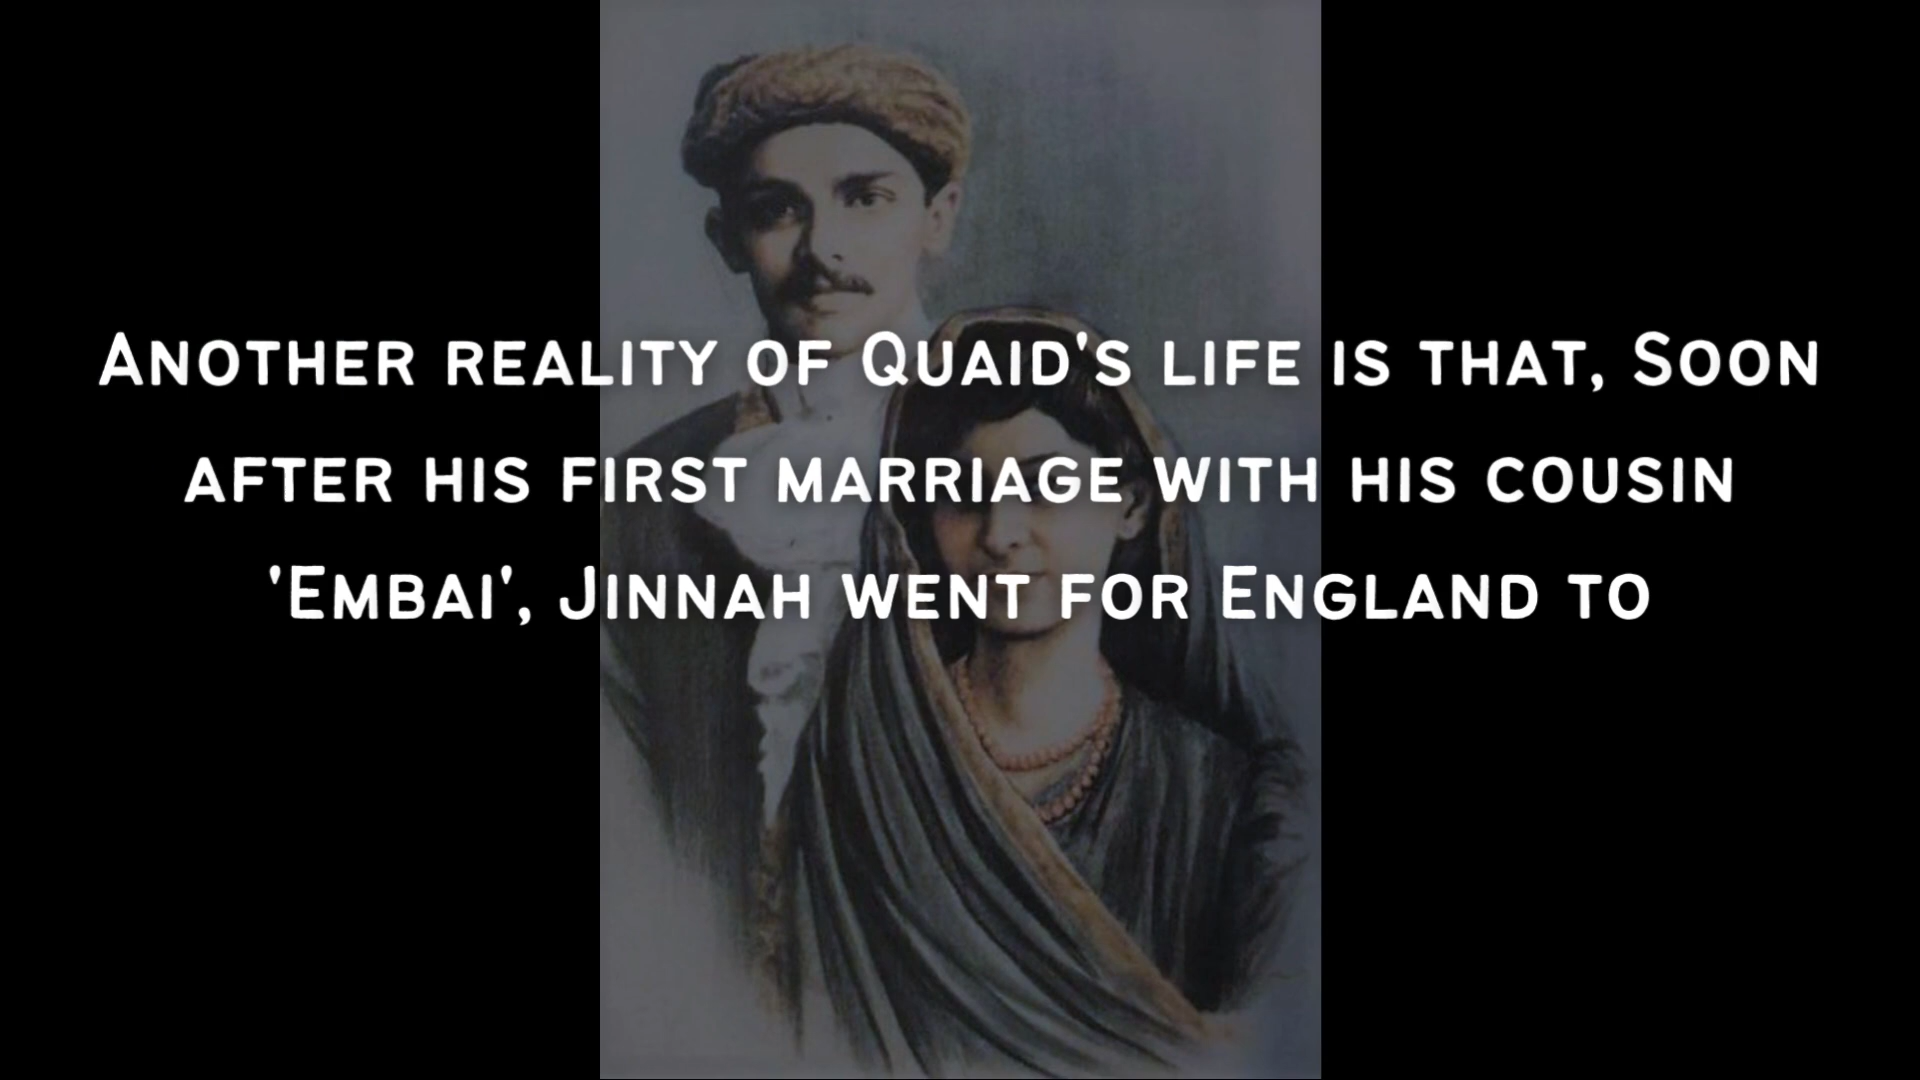 Another reality of Quaid's life is that, Soon
after his first marriage with his cousin
'Embai', Jinnah went for England to